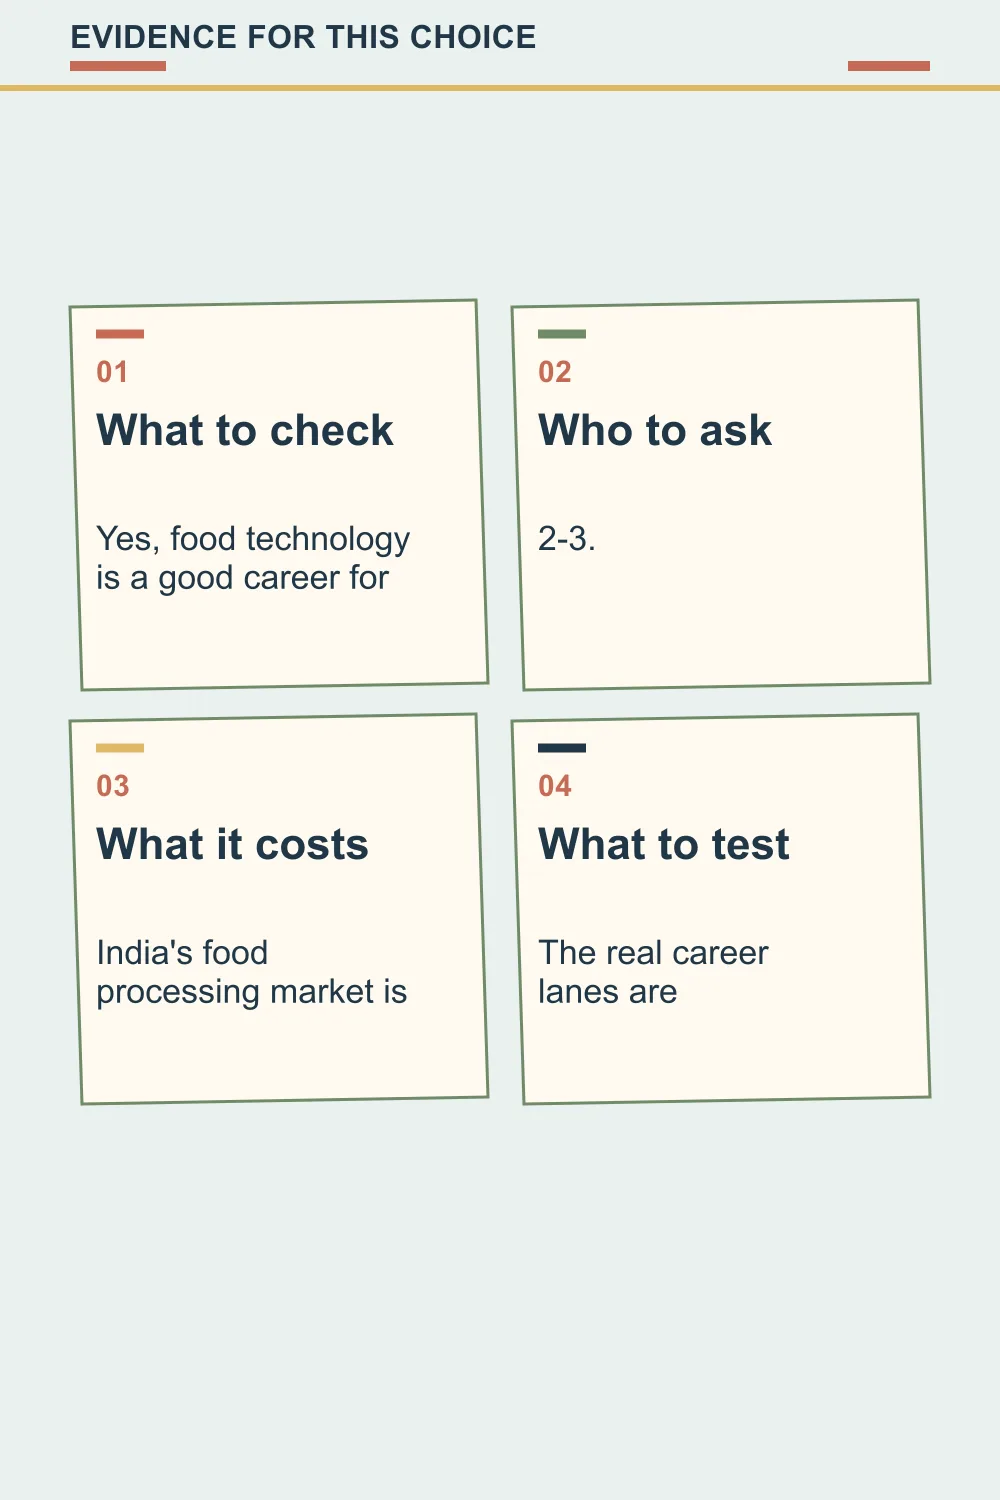 EVIDENCE FOR THIS CHOICE
01
What to check
Yes, food technology
is a good career for
02
Who to ask
2-3.
03
What it costs
India's food
processing market is
04
What to test
The real career
lanes are